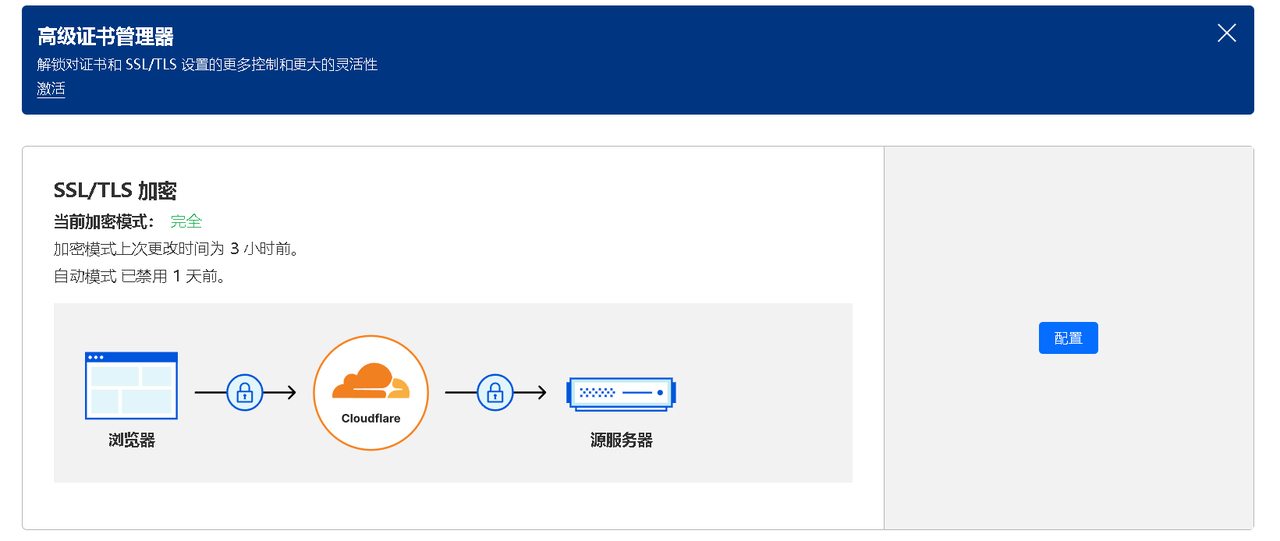 高级证书管理器
解锁对证书和 SSL/TLS 设置的更多控制和更大的灵活性
激活
SSL/TLS 加密
当前加密模式： 完全
加密模式上次更改时间为 3 小时前。
自动模式 已禁用 1 天前。
配置
Cloudflare
浏览器
源服务器